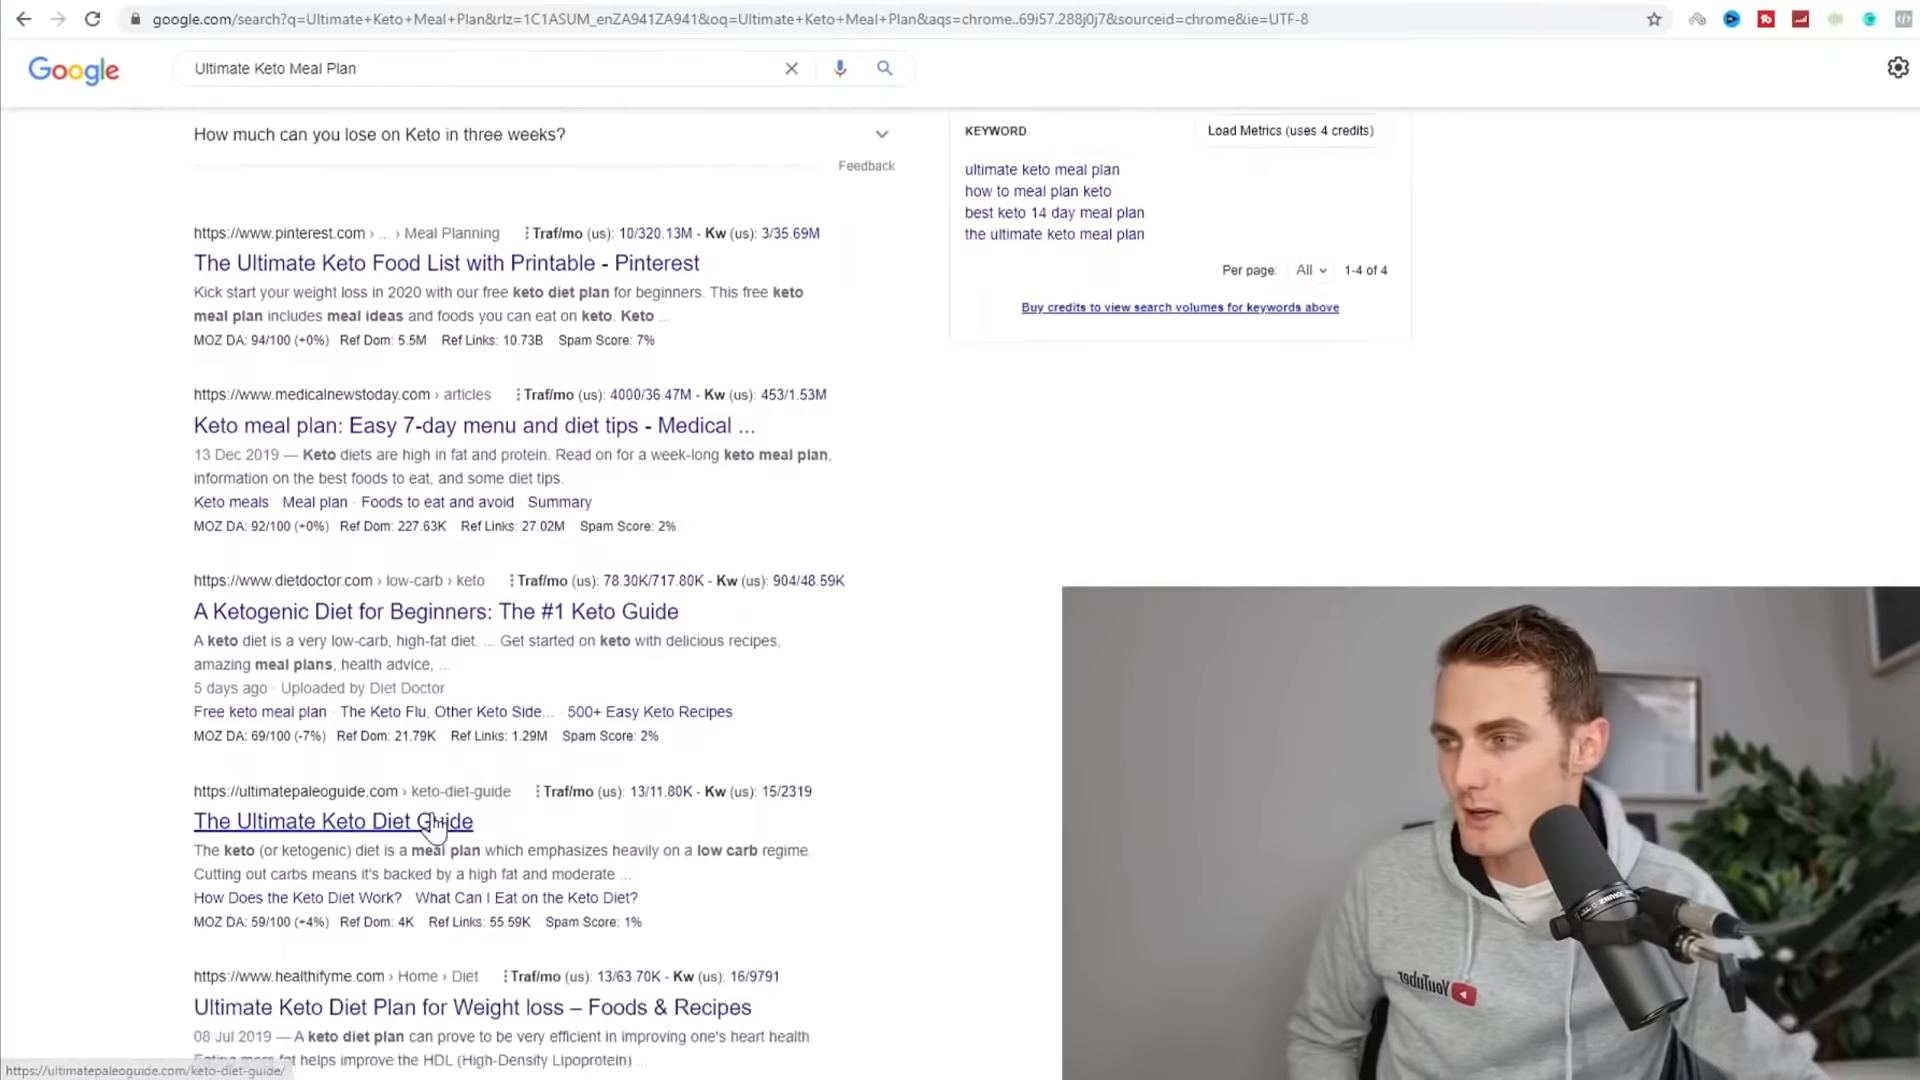 google.com/search?q=Ultimate+Keto+Meal+Plan&rlz=1C1ASUM_enZA941ZA941&oq=Ultimate+Keto+Meal+Plan&aqs=chrome..69i57.288j0j7&sourceid=chrome&ie=UTF-8
Google
Ultimate Keto Meal Plan
How much can you lose on Keto in three weeks?
Feedback
https://www.pinterest.com › ... › Meal Planning Traf/mo (us): 10/320.13M - Kw (us): 3/35.69M
The Ultimate Keto Food List with Printable - Pinterest
Kick start your weight loss in 2020 with our free keto diet plan for beginners. This free keto
meal plan includes meal ideas and foods you can eat on keto. Keto ...
MOZ DA: 94/100 (+0%) Ref Dom: 5.5M Ref Links: 10.73B Spam Score: 7%
https://www.medicalnewstoday.com › articles Traf/mo (us): 4000/36.47M - Kw (us): 453/1.53M
Keto meal plan: Easy 7-day menu and diet tips - Medical ...
13 Dec 2019 — Keto diets are high in fat and protein. Read on for a week-long keto meal plan,
information on the best foods to eat, and some diet tips.
Keto meals · Meal plan · Foods to eat and avoid · Summary
MOZ DA: 92/100 (+0%) Ref Dom: 227.63K Ref Links: 27.02M Spam Score: 2%
https://www.dietdoctor.com › low-carb › keto Traf/mo (us): 78.30K/717.80K - Kw (us): 904/48.59K
A Ketogenic Diet for Beginners: The #1 Keto Guide
A keto diet is a very low-carb, high-fat diet. ... Get started on keto with delicious recipes,
amazing meal plans, health advice, ...
5 days ago · Uploaded by Diet Doctor
Free keto meal plan · The Keto Flu, Other Keto Side... · 500+ Easy Keto Recipes
MOZ DA: 69/100 (-7%) Ref Dom: 21.79K Ref Links: 1.29M Spam Score: 2%
https://ultimatepaleoguide.com › keto-diet-guide Traf/mo (us): 13/11.80K - Kw (us): 15/2319
The Ultimate Keto Diet Guide
The keto (or ketogenic) diet is a meal plan which emphasizes heavily on a low carb regime.
Cutting out carbs means it's backed by a high fat and moderate ...
How Does the Keto Diet Work? · What Can I Eat on the Keto Diet?
MOZ DA: 59/100 (+4%) Ref Dom: 4K Ref Links: 55.59K Spam Score: 1%
https://www.healthifyme.com › Home › Diet Traf/mo (us): 13/63.70K - Kw (us): 16/9791
Ultimate Keto Diet Plan for Weight loss – Foods & Recipes
08 Jul 2019 — A keto diet plan can prove to be very efficient in improving one's heart health.
Eating more fat helps improve the HDL (High-Density Lipoprotein) ...
https://ultimatepaleoguide.com/keto-diet-guide/
KEYWORD
Load Metrics (uses 4 credits)
ultimate keto meal plan
how to meal plan keto
best keto 14 day meal plan
the ultimate keto meal plan
Per page: All 1-4 of 4
Buy credits to view search volumes for keywords above
YouTuber